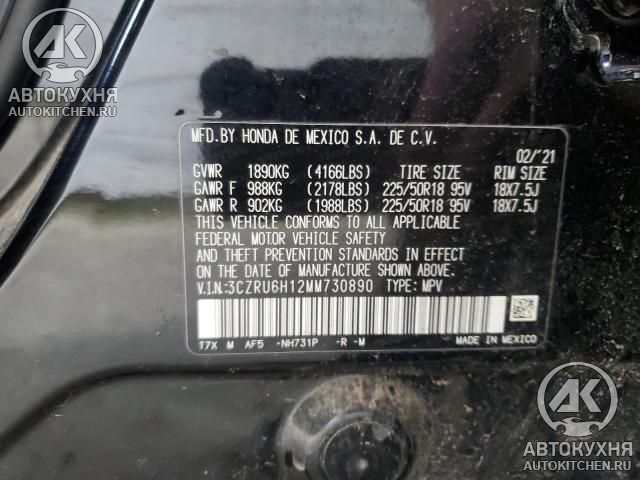 AK
АВТОКУХНЯ
AUTOKITCHEN.RU
MFD.BY HONDA DE MEXICO S.A. DE C.V.
02/'21
GVWR 1890KG (4166LBS) TIRE SIZE RIM SIZE
GAWR F 988KG (2178LBS) 225/50R18 95V 18X7.5J
GAWR R 902KG (1988LBS) 225/50R18 95V 18X7.5J
THIS VEHICLE CONFORMS TO ALL APPLICABLE
FEDERAL MOTOR VEHICLE SAFETY
AND THEFT PREVENTION STANDARDS IN EFFECT
ON THE DATE OF MANUFACTURE SHOWN ABOVE.
V.I.N:3CZRU6H12MM730890 TYPE: MPV
T7X M AF5 -NH731P -R -M MADE IN MEXICO
AK
АВТОКУХНЯ
AUTOKITCHEN.RU